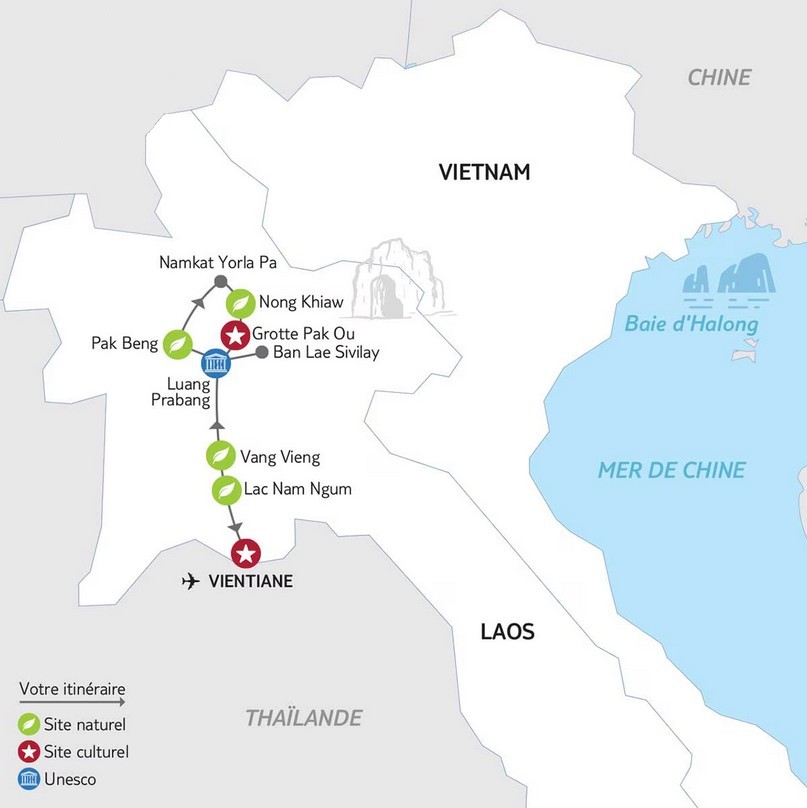 CHINE
VIETNAM
Namkat Yorla Pa
Nong Khiaw
Baie d'Halong
Grotte Pak Ou
Pak Beng
Ban Lae Sivilay
Luang
Prabang
Vang Vieng
MER DE CHINE
Lac Nam Ngum
VIENTIANE
LAOS
Votre itinéraire
THAÏLANDE
Site naturel
Site culturel
Unesco